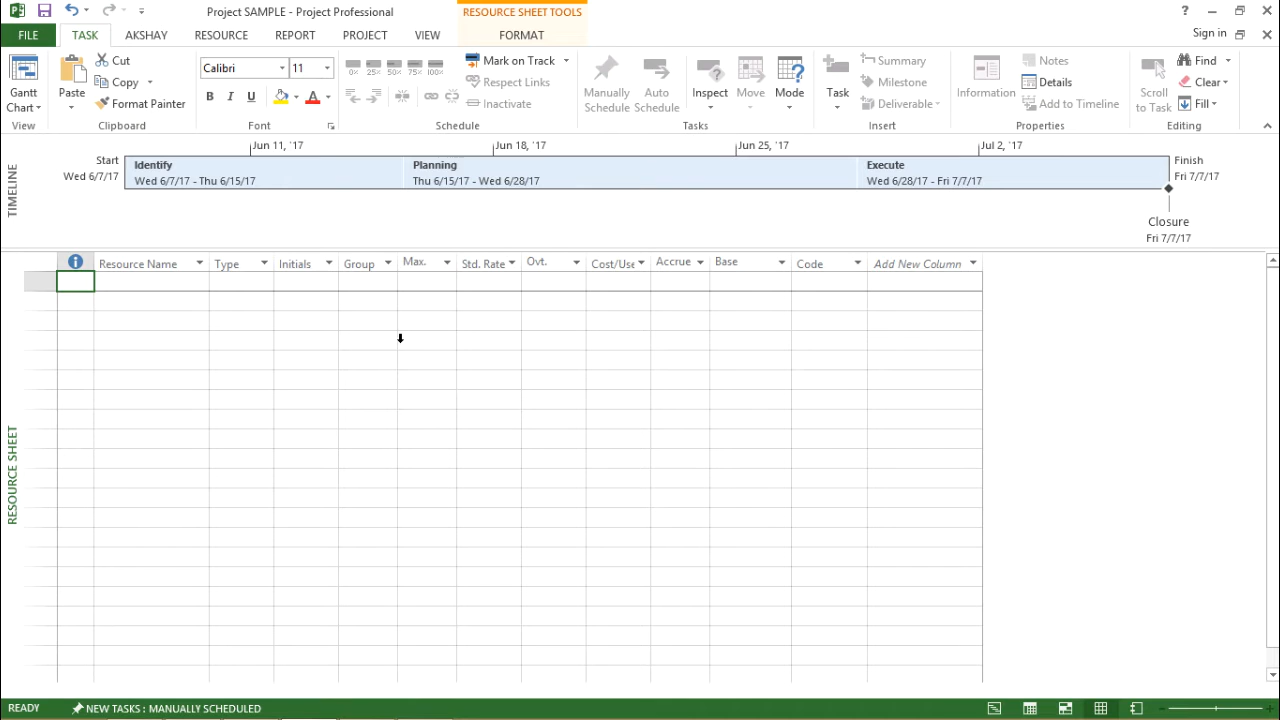 Project SAMPLE - Project Professional
RESOURCE SHEET TOOLS
?
FILE TASK AKSHAY RESOURCE REPORT PROJECT VIEW FORMAT
Sign in
Gantt
Chart
View
Paste
Cut
Copy
Format Painter
Clipboard
Calibri 11
B I U A
Font
0% 25% 50% 75% 100%
Mark on Track
Respect Links
Inactivate
Schedule
Manually
Schedule
Auto
Schedule
Inspect
Move
Mode
Tasks
Task
Summary
Milestone
Deliverable
Insert
Information
Notes
Details
Add to Timeline
Properties
Scroll
to Task
Find
Clear
Fill
Editing
TIMELINE
Jun 11, '17 Jun 18, '17 Jun 25, '17 Jul 2, '17
Start
Wed 6/7/17
Identify
Wed 6/7/17 - Thu 6/15/17
Planning
Thu 6/15/17 - Wed 6/28/17
Execute
Wed 6/28/17 - Fri 7/7/17
Finish
Fri 7/7/17
Closure
Fri 7/7/17
Resource Name Type Initials Group Max. Std. Rate Ovt. Cost/Use Accrue Base Code Add New Column
RESOURCE SHEET
READY NEW TASKS : MANUALLY SCHEDULED